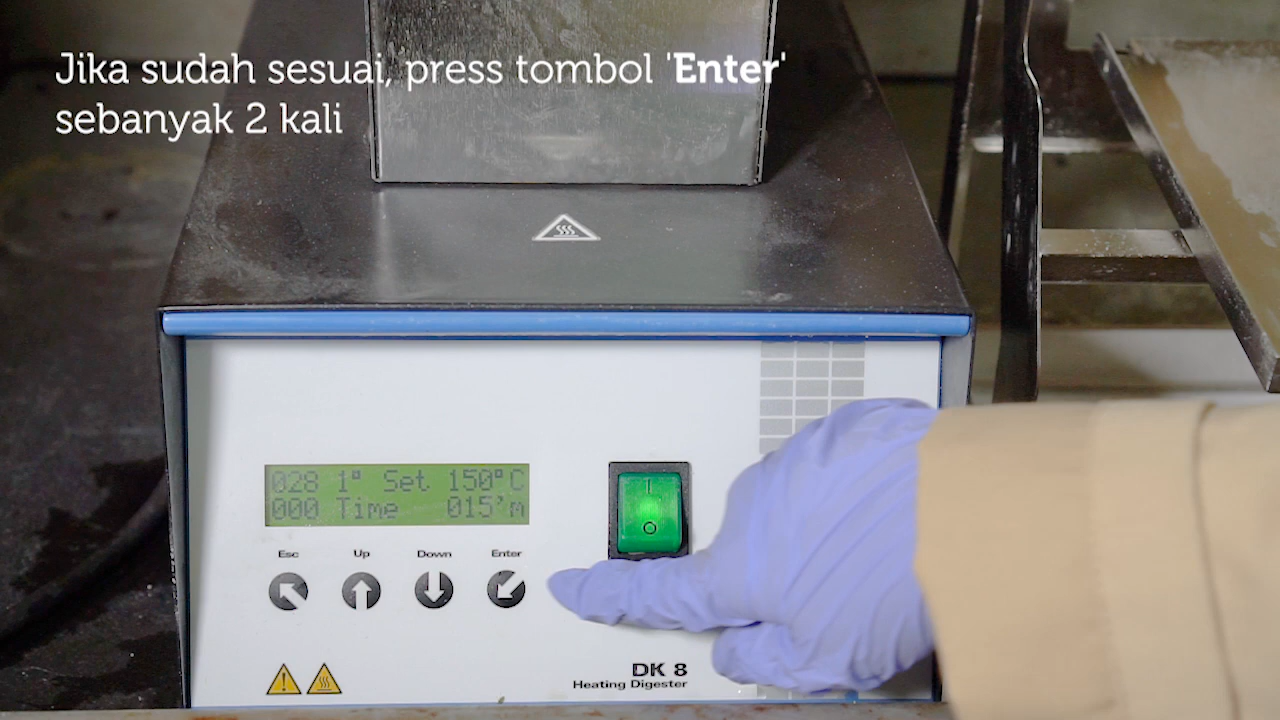 Jika sudah sesuai, press tombol 'Enter'
sebanyak 2 kali
028 1° Set 150°C
000 Time 015'm
Esc Up Down Enter
DK 8
Heating Digester